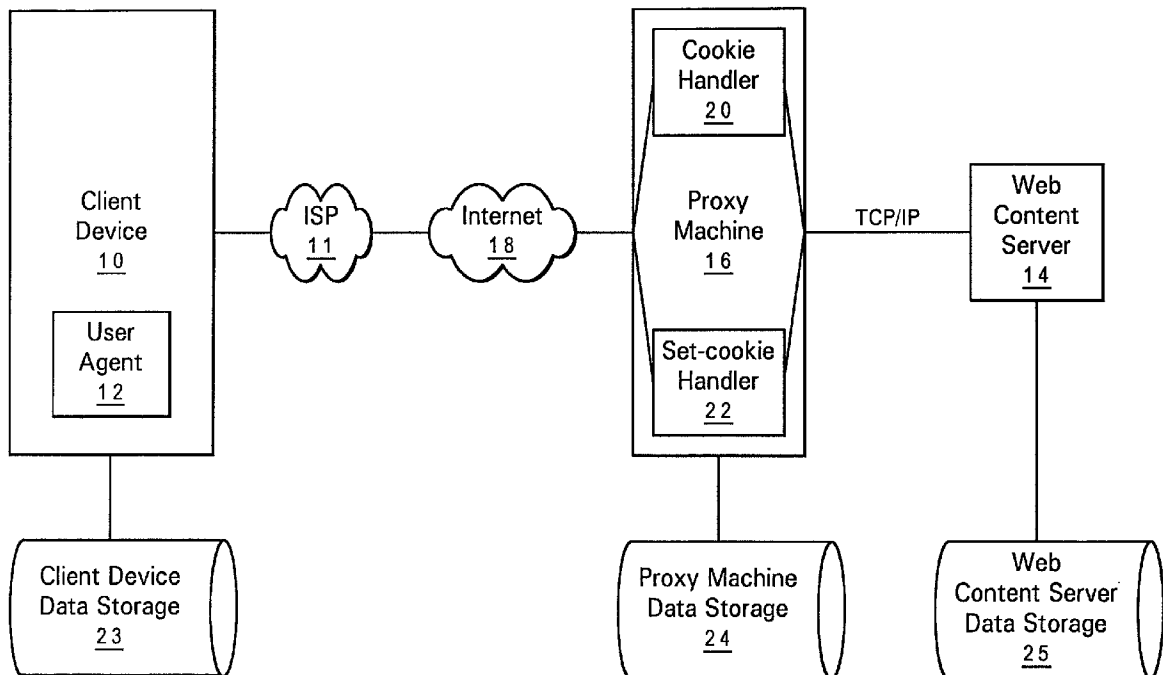 Client
Device
10
User
Agent
12
ISP
11
Internet
18
Cookie
Handler
20
Proxy
Machine
16
Set-cookie
Handler
22
TCP/IP
Web
Content
Server
14
Client Device
Data Storage
23
Proxy Machine
Data Storage
24
Web
Content Server
Data Storage
25